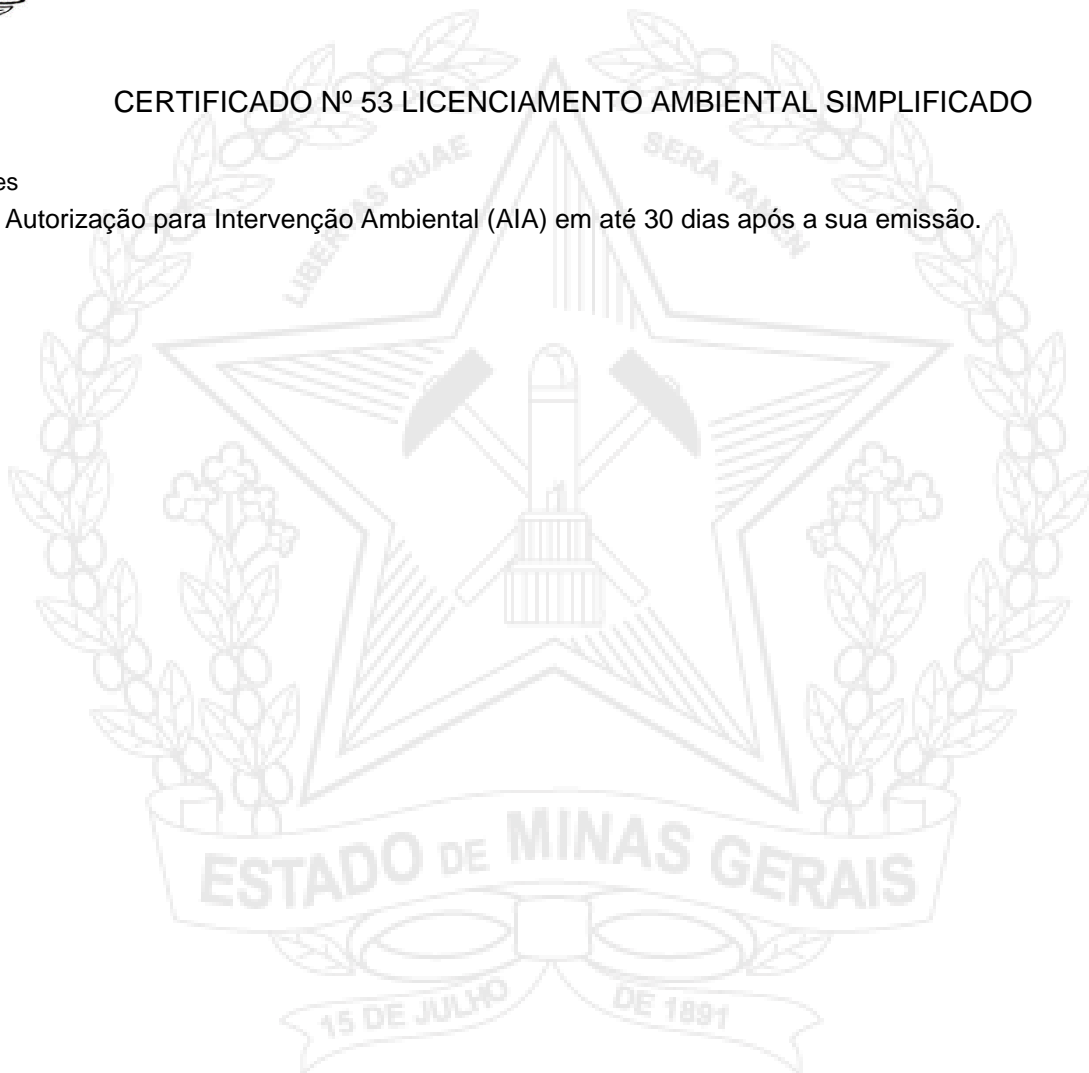 CERTIFICADO Nº 53 LICENCIAMENTO AMBIENTAL SIMPLIFICADO
LIBERTAS QUAE SERA TAMEN
es
Autorização para Intervenção Ambiental (AIA) em até 30 dias após a sua emissão.
ESTADO DE MINAS GERAIS
15 DE JULHO DE 1891